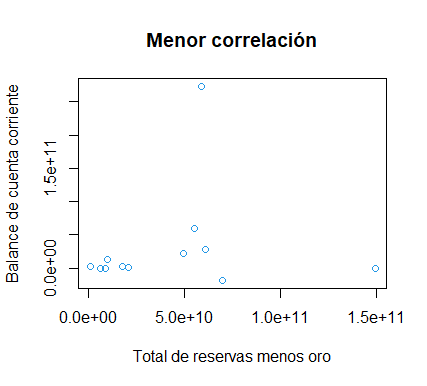 Menor correlación
Balance de cuenta corriente
1.5e+11
0.0e+00
0.0e+00 5.0e+10 1.0e+11 1.5e+11
Total de reservas menos oro